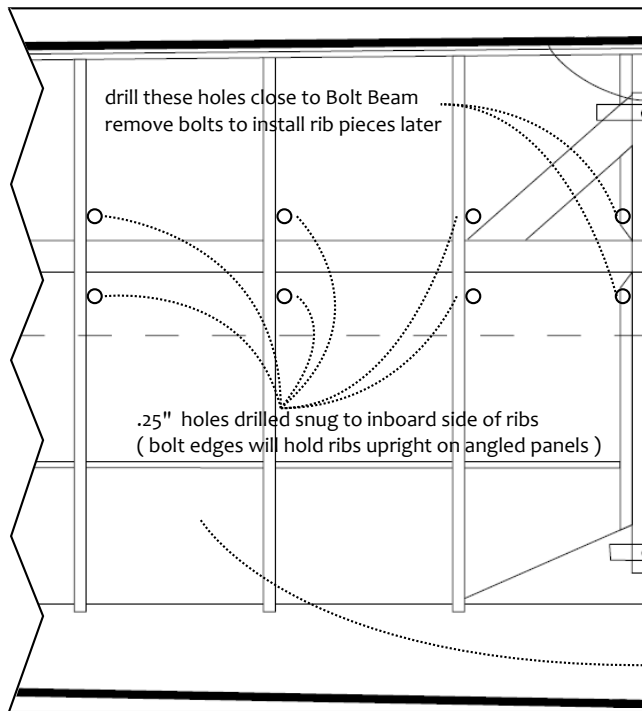 drill these holes close to Bolt Beam
remove bolts to install rib pieces later
.25" holes drilled snug to inboard side of ribs
( bolt edges will hold ribs upright on angled panels )